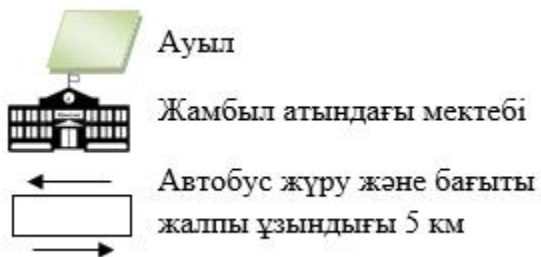 Ауыл
Жамбыл атындағы мектебі
Автобус жүру және бағыты
жалпы ұзындығы 5 км